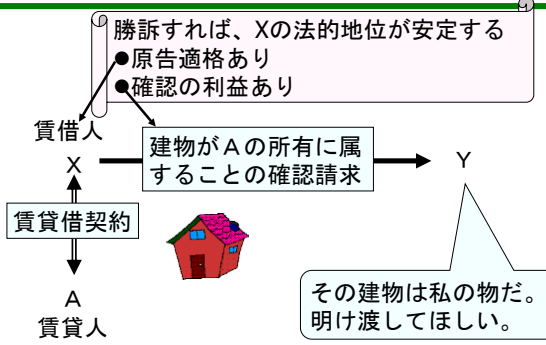 勝訴すれば、Xの法的地位が安定する
●原告適格あり
●確認の利益あり
賃借人
X
建物がAの所有に属
することの確認請求
Y
賃貸借契約
A
賃貸人
その建物は私の物だ。
明け渡してほしい。